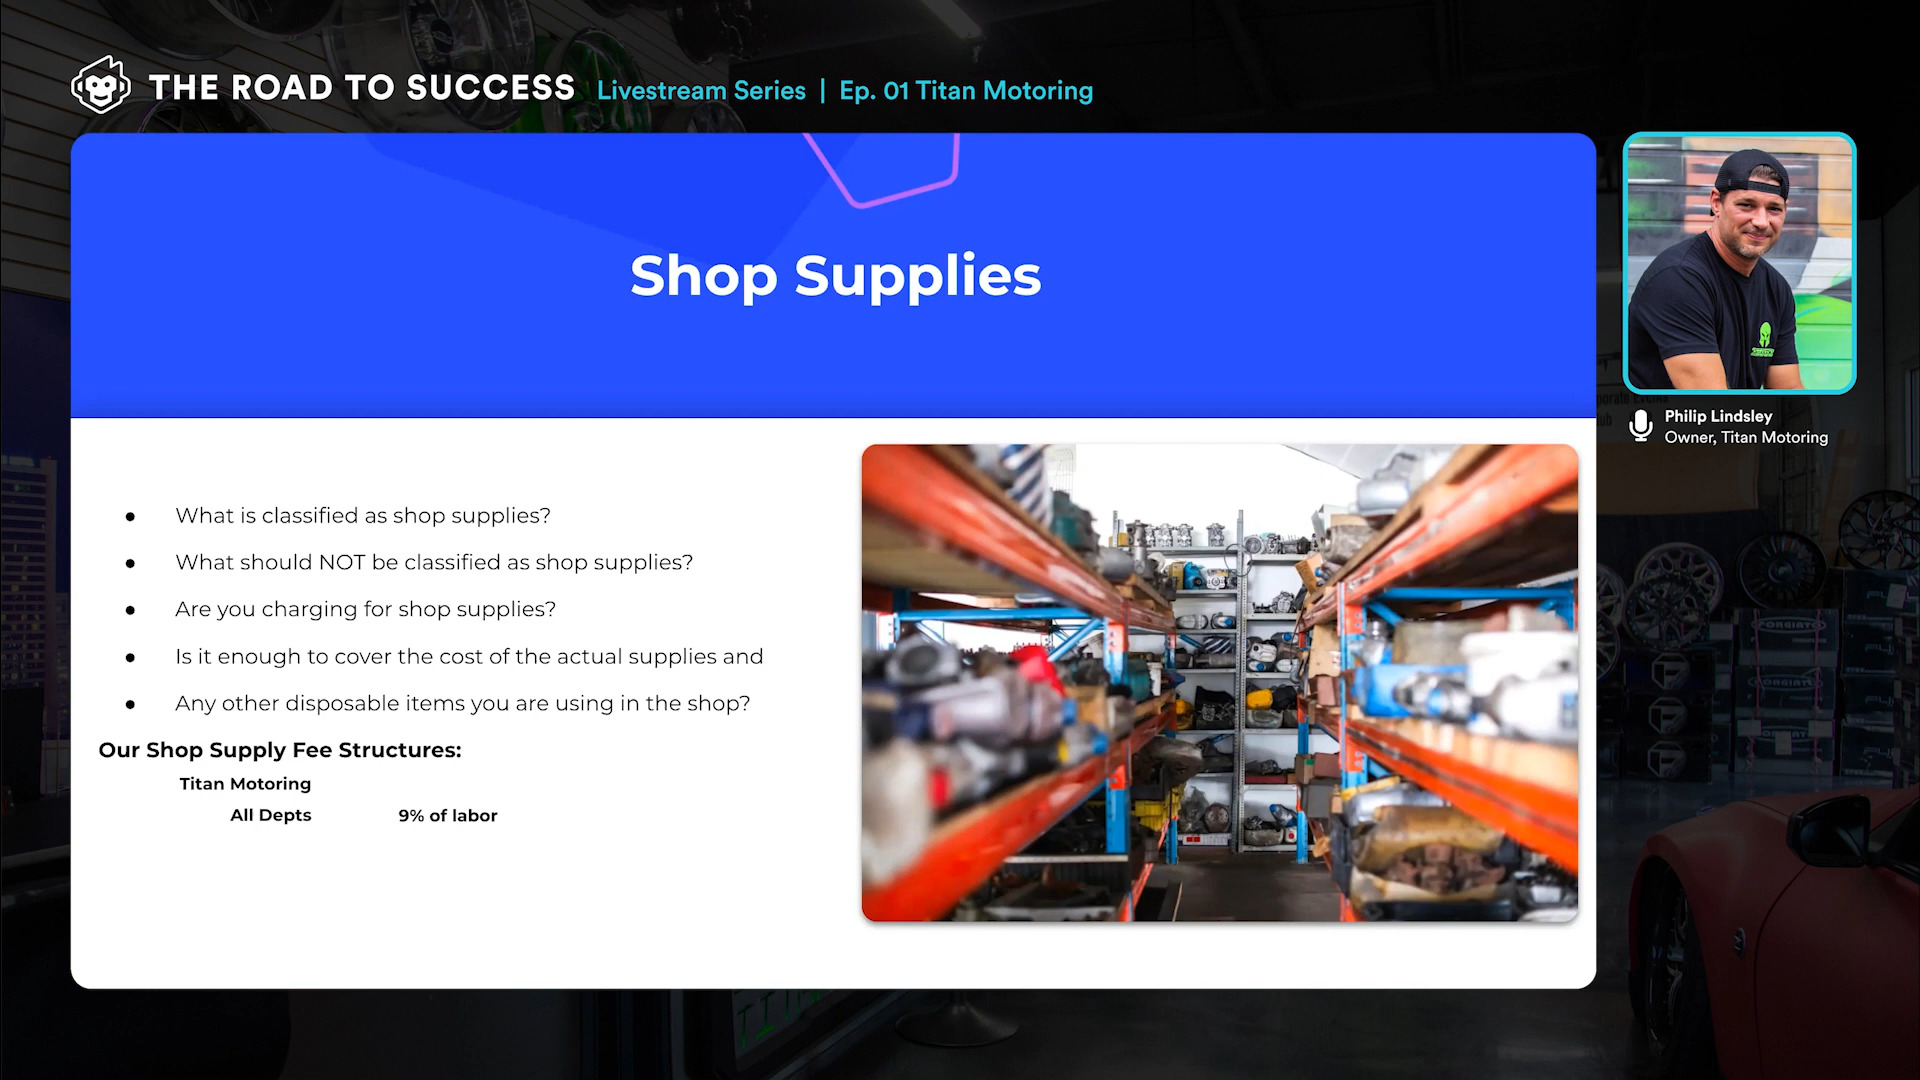 THE ROAD TO SUCCESS Livestream Series | Ep. 01 Titan Motoring
Shop Supplies
Philip Lindsley
Owner, Titan Motoring
• What is classified as shop supplies?
• What should NOT be classified as shop supplies?
• Are you charging for shop supplies?
• Is it enough to cover the cost of the actual supplies and
• Any other disposable items you are using in the shop?
Our Shop Supply Fee Structures:
Titan Motoring
All Depts 9% of labor
FORGIATO